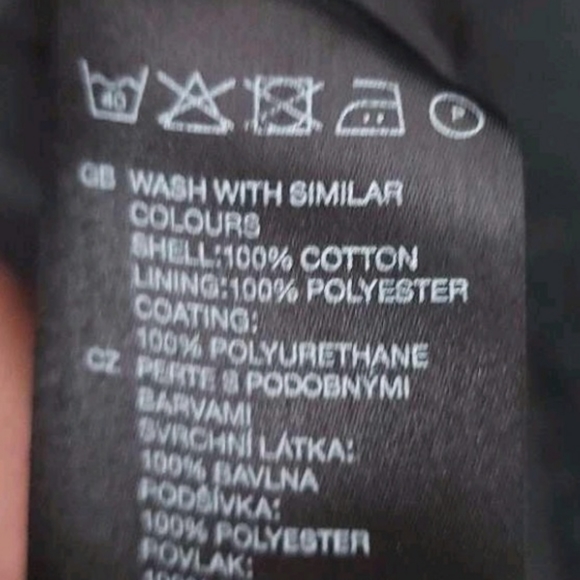 40
P
GB WASH WITH SIMILAR
COLOURS
SHELL:100% COTTON
LINING:100% POLYESTER
COATING:
100% POLYURETHANE
CZ PERTE S PODOBNÝMI
BARVAMI
SVRCHNÍ LÁTKA:
100% BAVLNA
PODŠÍVKA:
100% POLYESTER
POVLAK: